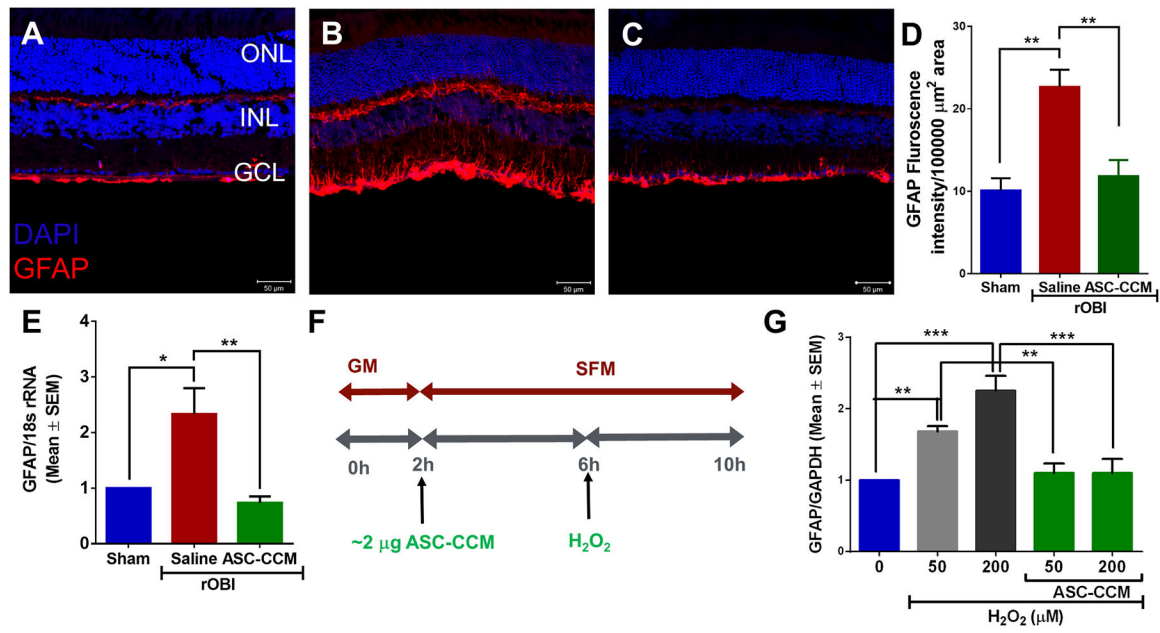 A
ONL
INL
GCL
DAPI
GFAP
50 µm
B
50 µm
C
50 µm
D
GFAP Fluroscence
intensity/100000 µm² area
30
20
10
0
**
**
Sham
Saline ASC-CCM
rOBI
E
GFAP/18s rRNA
(Mean ± SEM)
4
3
2
1
0
*
**
Sham
Saline ASC-CCM
rOBI
F
GM
SFM
0h
2h
6h
10h
~2 µg ASC-CCM
H₂O₂
G
GFAP/GAPDH (Mean ± SEM)
3
2
1
0
***
***
**
**
0
50
200
50
200
ASC-CCM
H₂O₂ (µM)